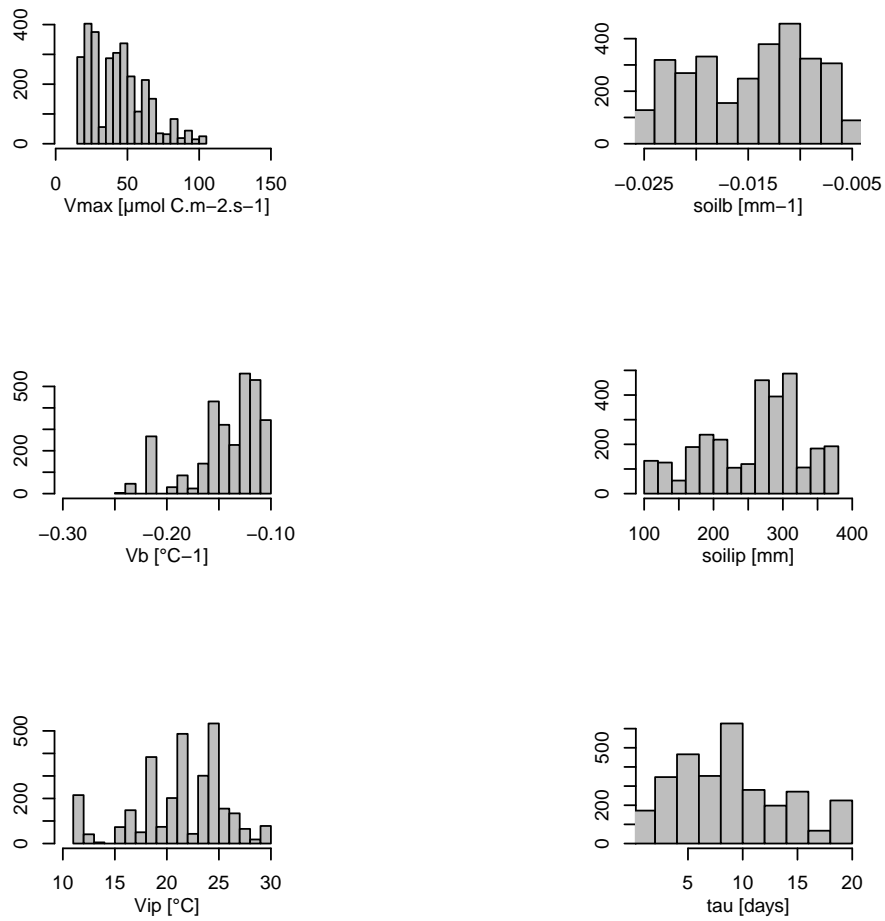 0 200 400
0 50 100 150
Vmax [µmol C.m−2.s−1]
0 200 400
−0.025 −0.015 −0.005
soilb [mm−1]
0 200 500
−0.30 −0.20 −0.10
Vb [°C−1]
0 200 400
100 200 300 400
soilip [mm]
0 200 500
10 15 20 25 30
Vip [°C]
0 200 500
5 10 15 20
tau [days]